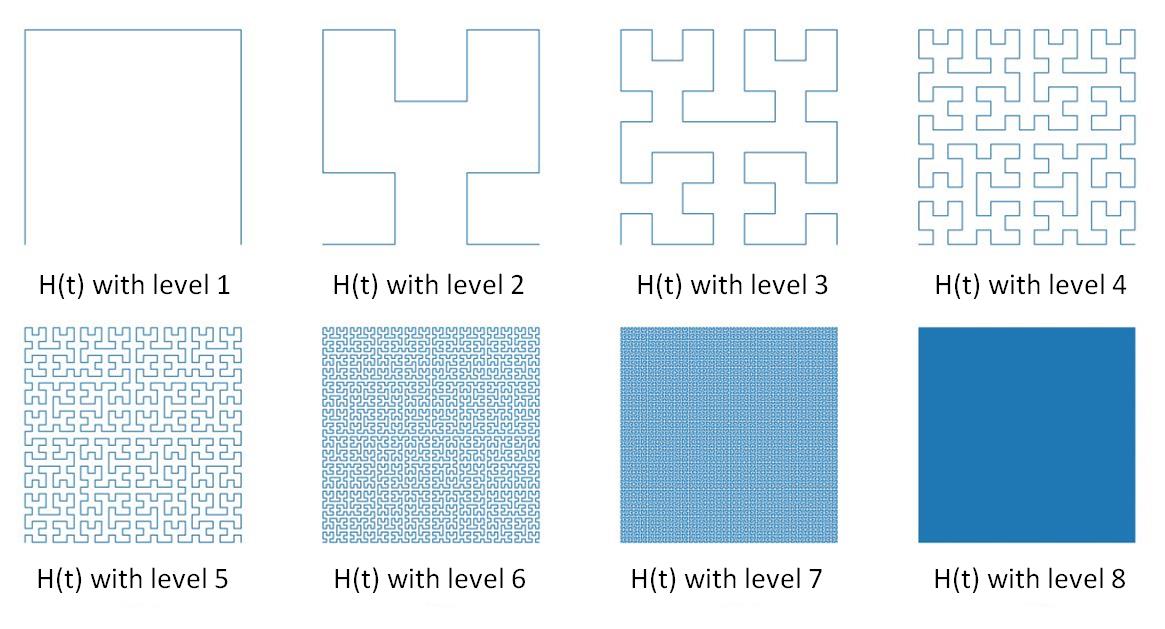 H(t) with level 1
H(t) with level 2
H(t) with level 3
H(t) with level 4
H(t) with level 5
H(t) with level 6
H(t) with level 7
H(t) with level 8